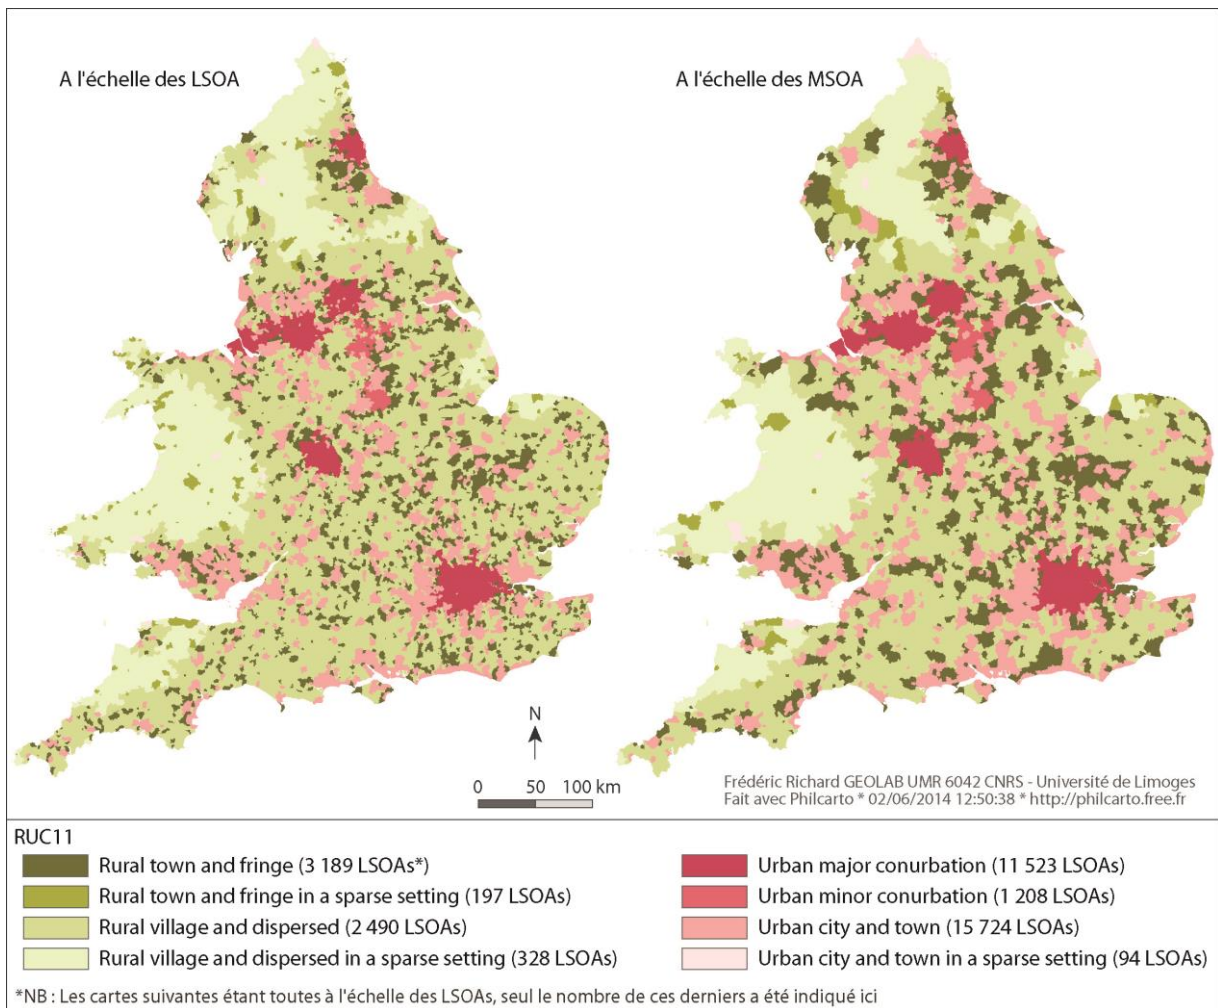 A l'échelle des LSOA
A l'échelle des MSOA
N
0 50 100 km
Frédéric Richard GEOLAB UMR 6042 CNRS - Université de Limoges
Fait avec Philcarto * 02/06/2014 12:50:38 * http://philcarto.free.fr
RUC11
Rural town and fringe (3 189 LSOAs*)
Rural town and fringe in a sparse setting (197 LSOAs)
Rural village and dispersed (2 490 LSOAs)
Rural village and dispersed in a sparse setting (328 LSOAs)
Urban major conurbation (11 523 LSOAs)
Urban minor conurbation (1 208 LSOAs)
Urban city and town (15 724 LSOAs)
Urban city and town in a sparse setting (94 LSOAs)
*NB : Les cartes suivantes étant toutes à l'échelle des LSOAs, seul le nombre de ces derniers a été indiqué ici